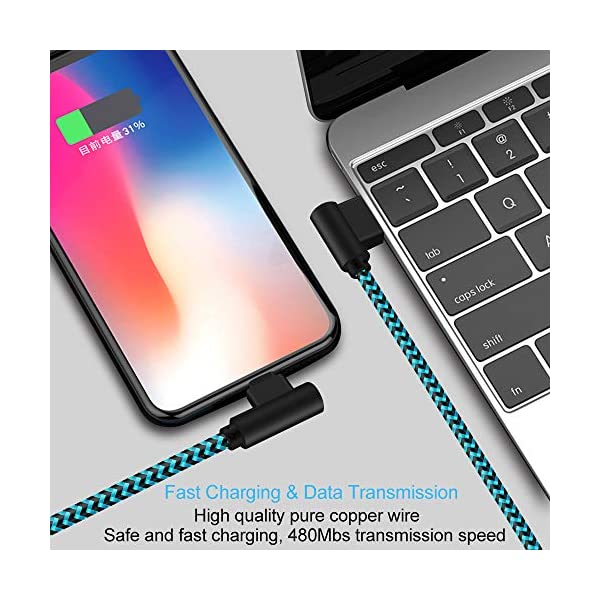 目前电量31%
esc
F1
F2
~
`
!
1
@
2
tab
Q
W
caps lock
A
shift
Z
fn
Fast Charging & Data Transmission
High quality pure copper wire
Safe and fast charging, 480Mbs transmission speed